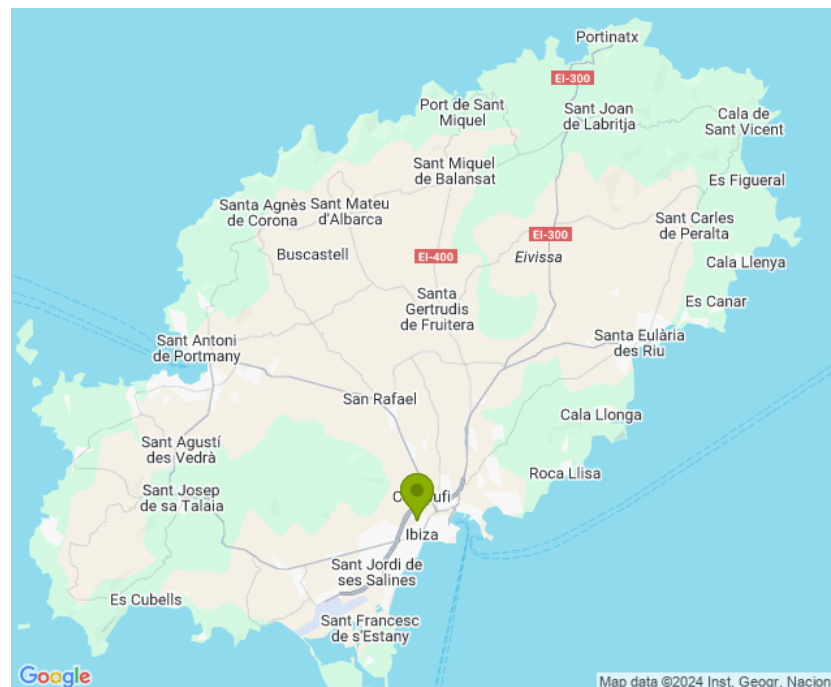 Portinatx
EI-300
Port de Sant
Miquel
Sant Joan
de Labritja
Cala de
Sant Vicent
Sant Miquel
de Balansat
Es Figueral
Santa Agnès
de Corona
Sant Mateu
d'Albarca
Sant Carles
de Peralta
EI-300
Buscastell
EI-400
Eivissa
Cala Llenya
Santa
Gertrudis
de Fruitera
Es Canar
Sant Antoni
de Portmany
Santa Eulària
des Riu
San Rafael
Cala Llonga
Sant Agustí
des Vedrà
Roca Llisa
Sant Josep
de sa Talaia
Ibiza
Sant Jordi de
ses Salines
Es Cubells
Sant Francesc
de s'Estany
Google
Map data ©2024 Inst. Geogr. Nacion